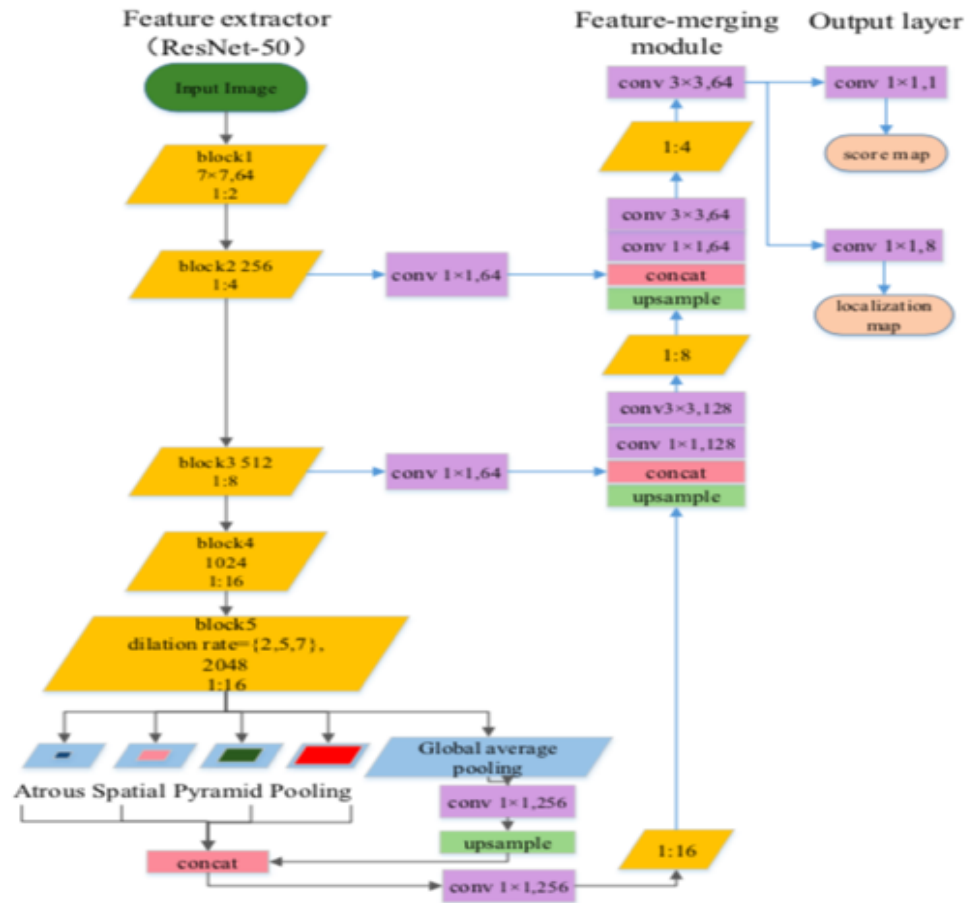 Feature extractor
（ResNet-50）
Input Image
block1
7×7,64
1:2
block2 256
1:4
conv 1×1,64
block3 512
1:8
conv 1×1,64
block4
1024
1:16
block5
dilation rate={2,5,7},
2048
1:16
Global average
pooling
Atrous Spatial Pyramid Pooling
conv 1×1,256
upsample
concat
conv 1×1,256
1:16
Feature-merging
module
conv 3×3,64
1:4
conv 3×3,64
conv 1×1,64
concat
upsample
1:8
conv3×3,128
conv 1×1,128
concat
upsample
Output layer
conv 1×1,1
score map
conv 1×1,8
localization
map